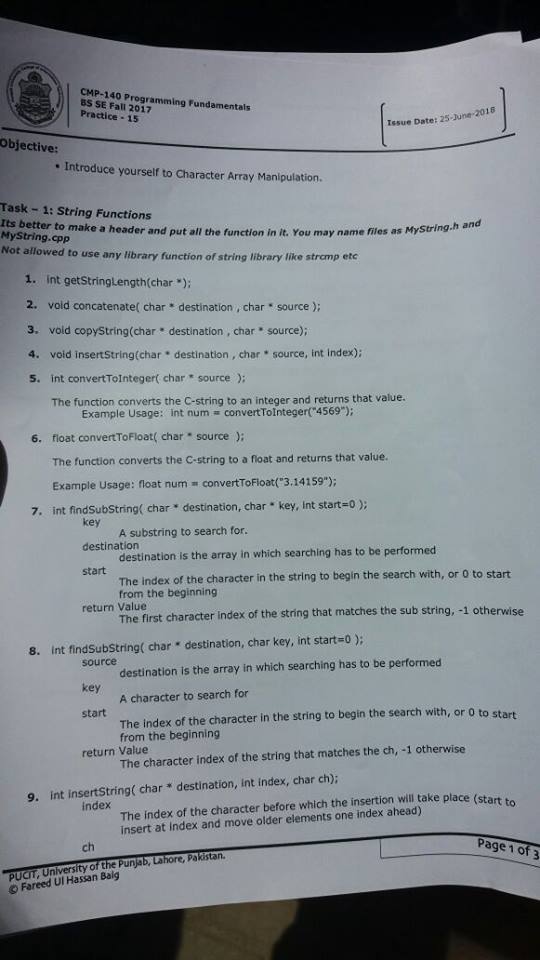 CMP-140 Programming Fundamentals
BS SE Fall 2017
Practice - 15
Issue Date: 25-June-2018
Objective:
• Introduce yourself to Character Array Manipulation.
Task – 1: String Functions
Its better to make a header and put all the function in it. You may name files as MyString.h and
MyString.cpp
Not allowed to use any library function of string library like strcmp etc
1. int getStringLength(char *);
2. void concatenate( char * destination , char * source );
3. void copyString(char * destination , char * source);
4. void insertString(char * destination , char * source, int index);
5. int convertToInteger( char * source );
The function converts the C-string to an integer and returns that value.
Example Usage: int num = convertToInteger("4569");
6. float convertToFloat( char * source );
The function converts the C-string to a float and returns that value.
Example Usage: float num = convertToFloat("3.14159");
7. int findSubString( char * destination, char * key, int start=0 );
key
A substring to search for.
destination
destination is the array in which searching has to be performed
start
The index of the character in the string to begin the search with, or 0 to start
from the beginning
return Value
The first character index of the string that matches the sub string, -1 otherwise
8. int findSubString( char * destination, char key, int start=0 );
source
destination is the array in which searching has to be performed
key
A character to search for
start
The index of the character in the string to begin the search with, or 0 to start
from the beginning
return Value
The character index of the string that matches the ch, -1 otherwise
9. int insertString( char * destination, int index, char ch);
index
The index of the character before which the insertion will take place (start to
insert at index and move older elements one index ahead)
ch
PUCIT, University of the Punjab, Lahore, Pakistan.
© Fareed Ul Hassan Baig
Page 1 of 3